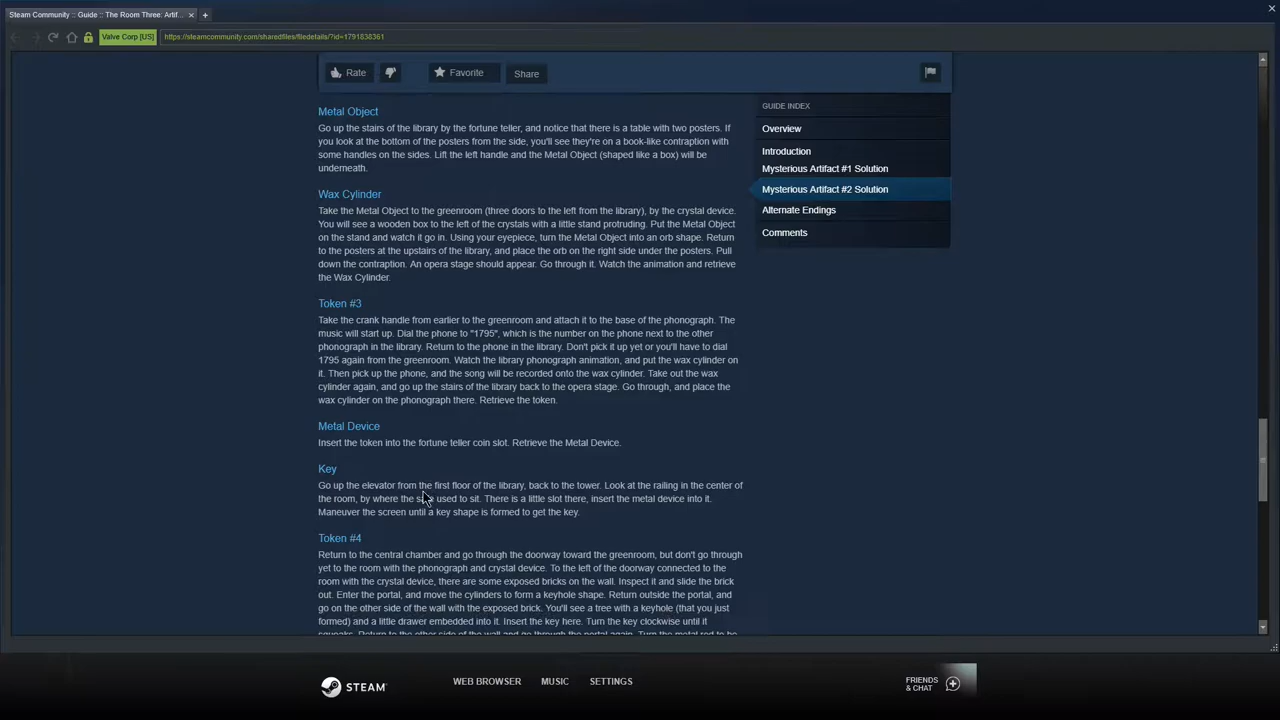 Steam Community :: Guide :: The Room Three: Artif...
Valve Corp [US]
https://steamcommunity.com/sharedfiles/filedetails/?id=1791838361
Rate
Favorite
Share
Metal Object
Go up the stairs of the library by the fortune teller, and notice that there is a table with two posters. If
you look at the bottom of the posters from the side, you'll see they're on a book-like contraption with
some handles on the sides. Lift the left handle and the Metal Object (shaped like a box) will be
underneath.
Wax Cylinder
Take the Metal Object to the greenroom (three doors to the left from the library), by the crystal device.
You will see a wooden box to the left of the crystals with a little stand protruding. Put the Metal Object
on the stand and watch it go in. Using your eyepiece, turn the Metal Object into an orb shape. Return
to the posters at the upstairs of the library, and place the orb on the right side under the posters. Pull
down the contraption. An opera stage should appear. Go through it. Watch the animation and retrieve
the Wax Cylinder.
Token #3
Take the crank handle from earlier to the greenroom and attach it to the base of the phonograph. The
music will start up. Dial the phone to "1795", which is the number on the phone next to the other
phonograph in the library. Return to the phone in the library. Don't pick it up yet or you'll have to dial
1795 again from the greenroom. Watch the library phonograph animation, and put the wax cylinder on
it. Then pick up the phone, and the song will be recorded onto the wax cylinder. Take out the wax
cylinder again, and go up the stairs of the library back to the opera stage. Go through, and place the
wax cylinder on the phonograph there. Retrieve the token.
Metal Device
Insert the token into the fortune teller coin slot. Retrieve the Metal Device.
Key
Go up the elevator from the first floor of the library, back to the tower. Look at the railing in the center of
the room, by where the used to sit. There is a little slot there, insert the metal device into it.
Maneuver the screen until a key shape is formed to get the key.
Token #4
Return to the central chamber and go through the doorway toward the greenroom, but don't go through
yet to the room with the phonograph and crystal device. To the left of the doorway connected to the
room with the crystal device, there are some exposed bricks on the wall. Inspect it and slide the brick
out. Enter the portal, and move the cylinders to form a keyhole shape. Return outside the portal, and
go on the other side of the wall with the exposed brick. You'll see a tree with a keyhole (that you just
formed) and a little drawer embedded into it. Insert the key here. Turn the key clockwise until it
squeaks. Return to the other side of the wall and go through the portal again. Turn the metal rod to be
GUIDE INDEX
Overview
Introduction
Mysterious Artifact #1 Solution
Mysterious Artifact #2 Solution
Alternate Endings
Comments
STEAM
WEB BROWSER
MUSIC
SETTINGS
FRIENDS
& CHAT